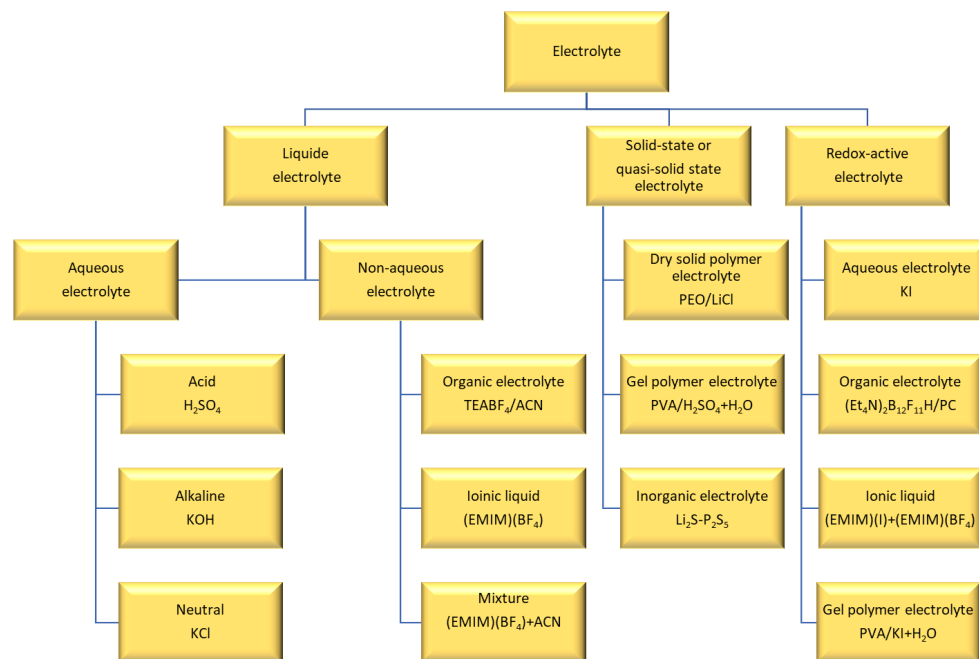 Electrolyte
Liquide
electrolyte
Solid-state or
quasi-solid state
electrolyte
Redox-active
electrolyte
Aqueous
electrolyte
Non-aqueous
electrolyte
Dry solid polymer
electrolyte
PEO/LiCl
Aqueous electrolyte
KI
Acid
H₂SO₄
Organic electrolyte
TEABF₄/ACN
Gel polymer electrolyte
PVA/H₂SO₄+H₂O
Organic electrolyte
(Et₄N)₂B₁₂F₁₁H/PC
Alkaline
KOH
Ioinic liquid
(EMIM)(BF₄)
Inorganic electrolyte
Li₂S-P₂S₅
Ionic liquid
(EMIM)(I)+(EMIM)(BF₄)
Neutral
KCl
Mixture
(EMIM)(BF₄)+ACN
Gel polymer electrolyte
PVA/KI+H₂O